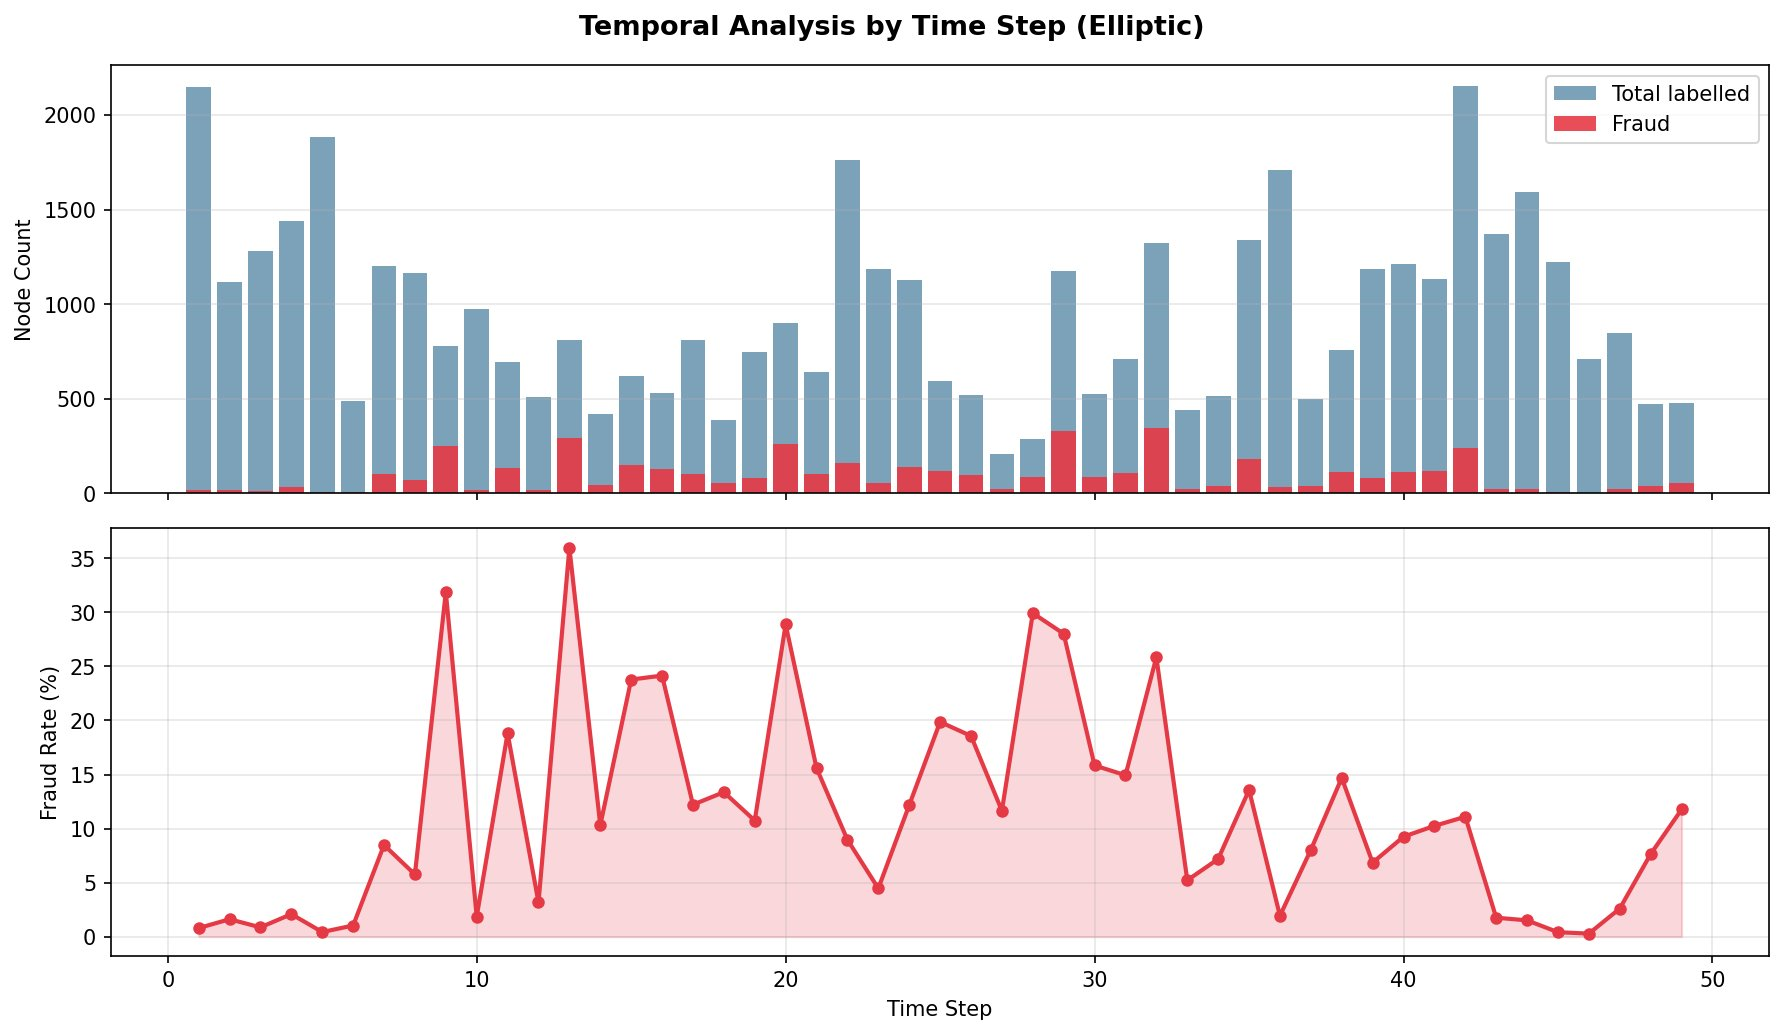 Temporal Analysis by Time Step (Elliptic)
Node Count
2000
1500
1000
500
0
Total labelled
Fraud
Fraud Rate (%)
35
30
25
20
15
10
5
0
0 10 20 30 40 50
Time Step